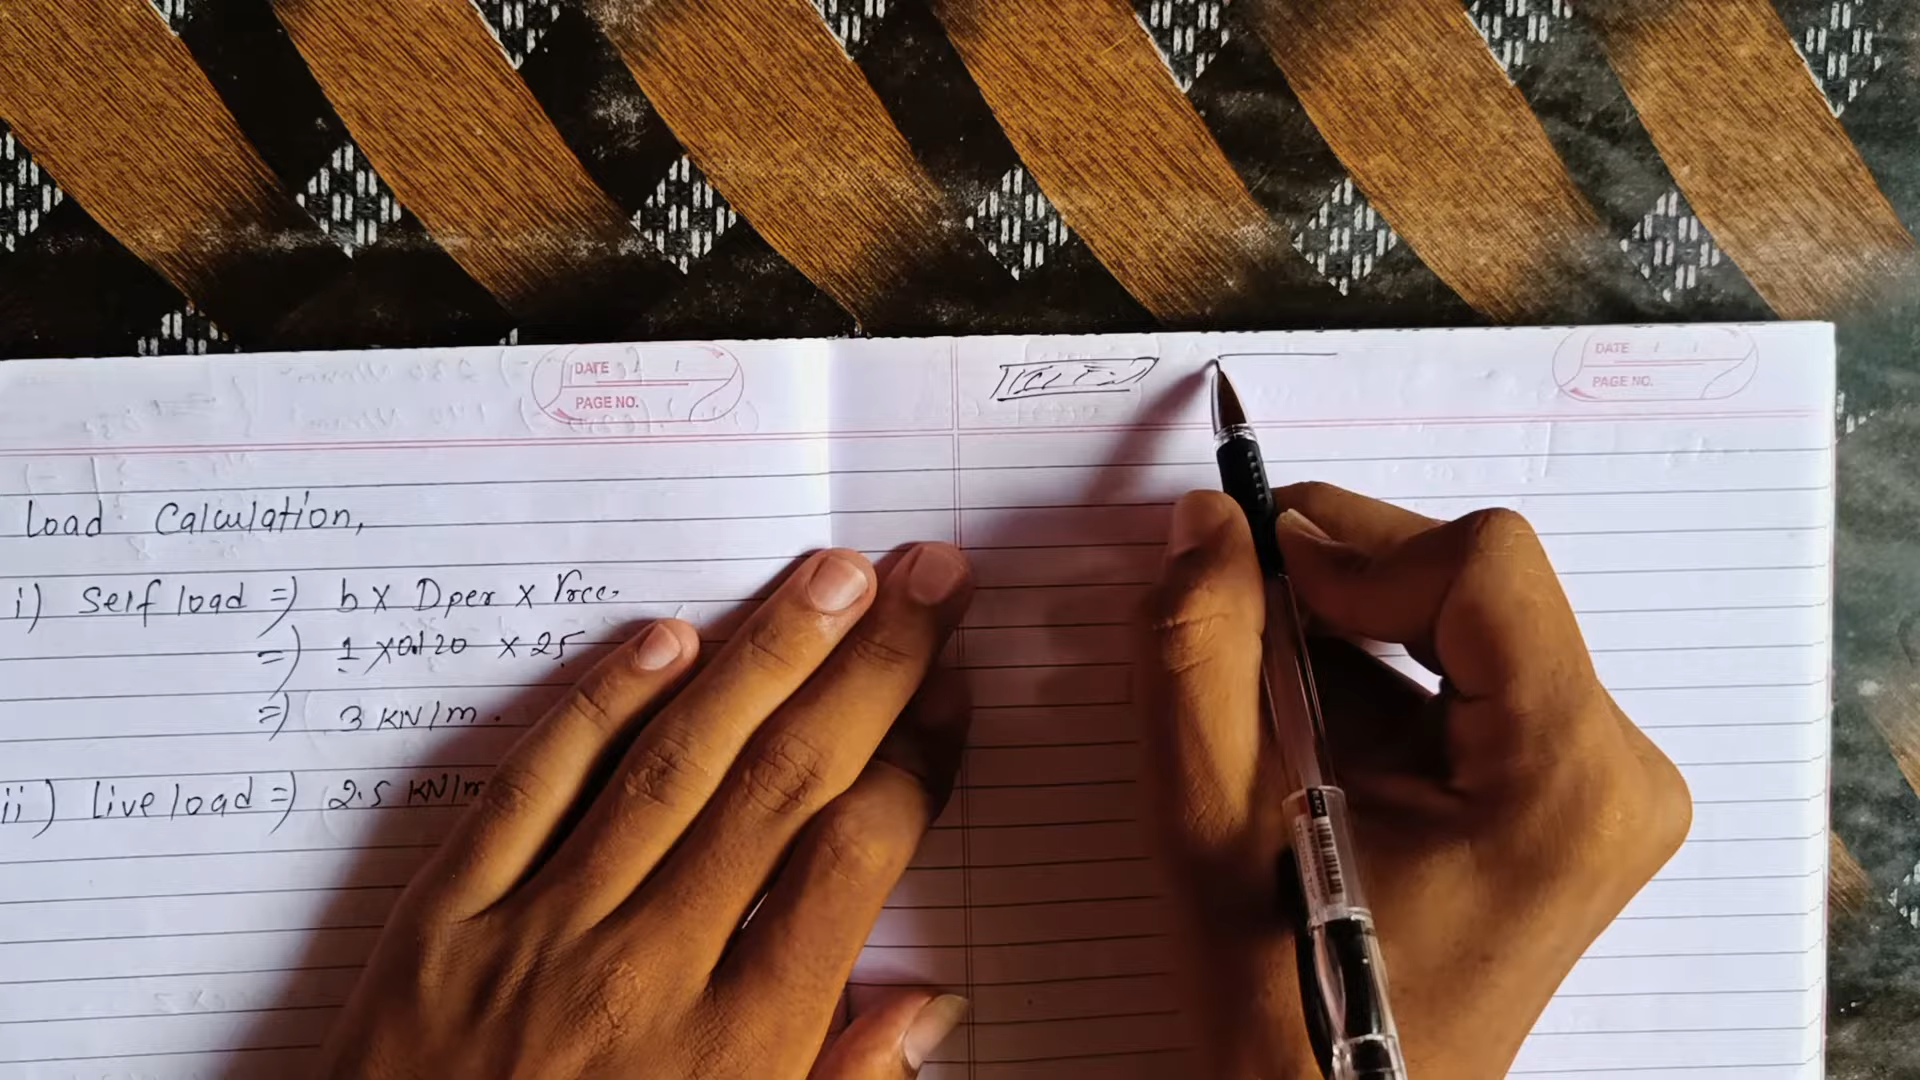 DATE / /
PAGE NO.
DATE / /
PAGE NO.
Load Calculation,
i) Self load => b x Dper x γrcc.
=> 1 x 0.120 x 25
=> 3 KN/m.
ii) live load => 2.5 KN/m